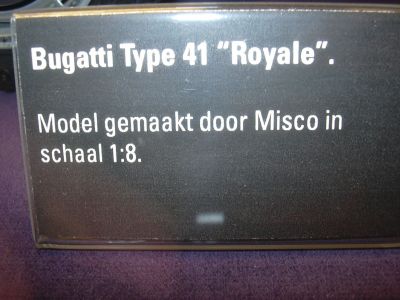 Bugatti Type 41 "Royale".
Model gemaakt door Misco in
schaal 1:8.